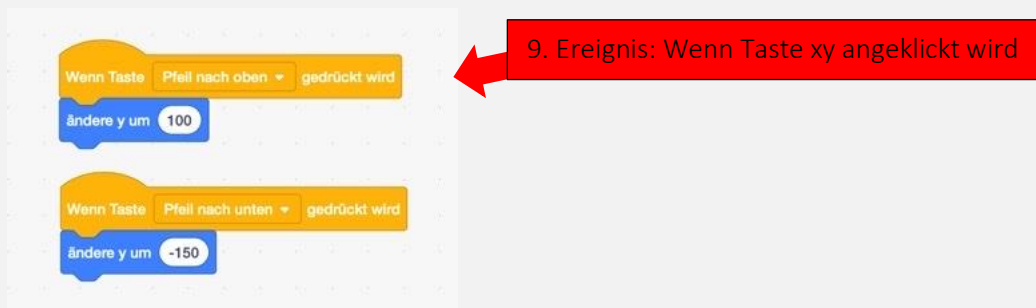 9. Ereignis: Wenn Taste xy angeklickt wird
Wenn Taste Pfeil nach oben gedrückt wird
ändere y um 100
Wenn Taste Pfeil nach unten gedrückt wird
ändere y um -150